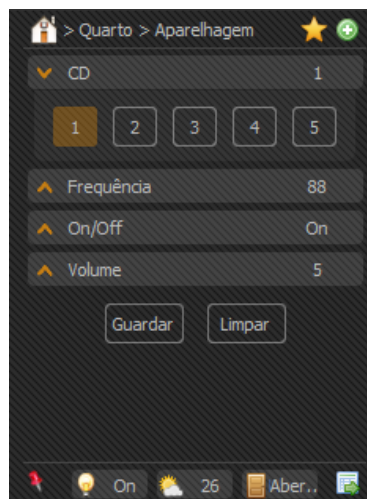 > Quarto > Aparelhagem
CD 1
1 2 3 4 5
Frequência 88
On/Off On
Volume 5
Guardar Limpar
On 26 Aber..